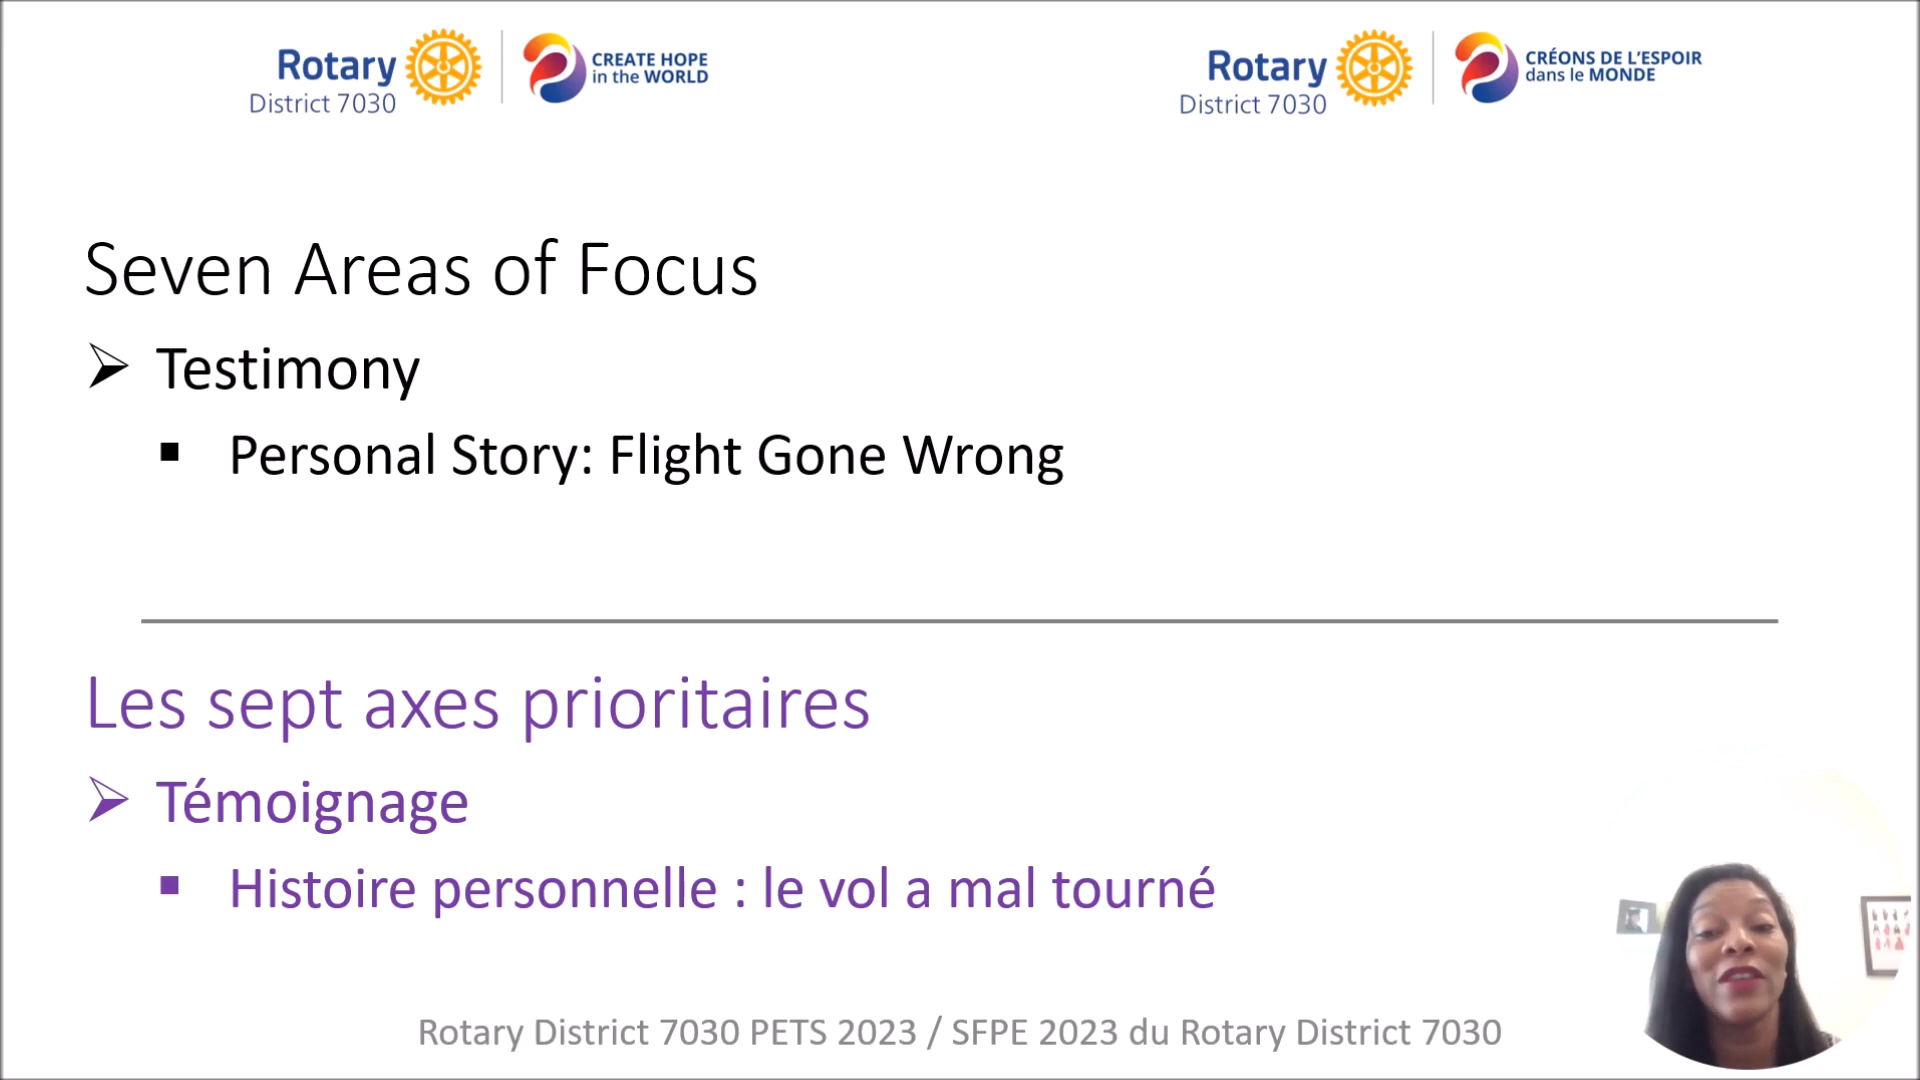 Rotary
District 7030
CREATE HOPE
in the WORLD
Rotary
District 7030
CRÉONS DE L'ESPOIR
dans le MONDE
Seven Areas of Focus
Testimony
Personal Story: Flight Gone Wrong
Les sept axes prioritaires
Témoignage
Histoire personnelle : le vol a mal tourné
Rotary District 7030 PETS 2023 / SFPE 2023 du Rotary District 7030